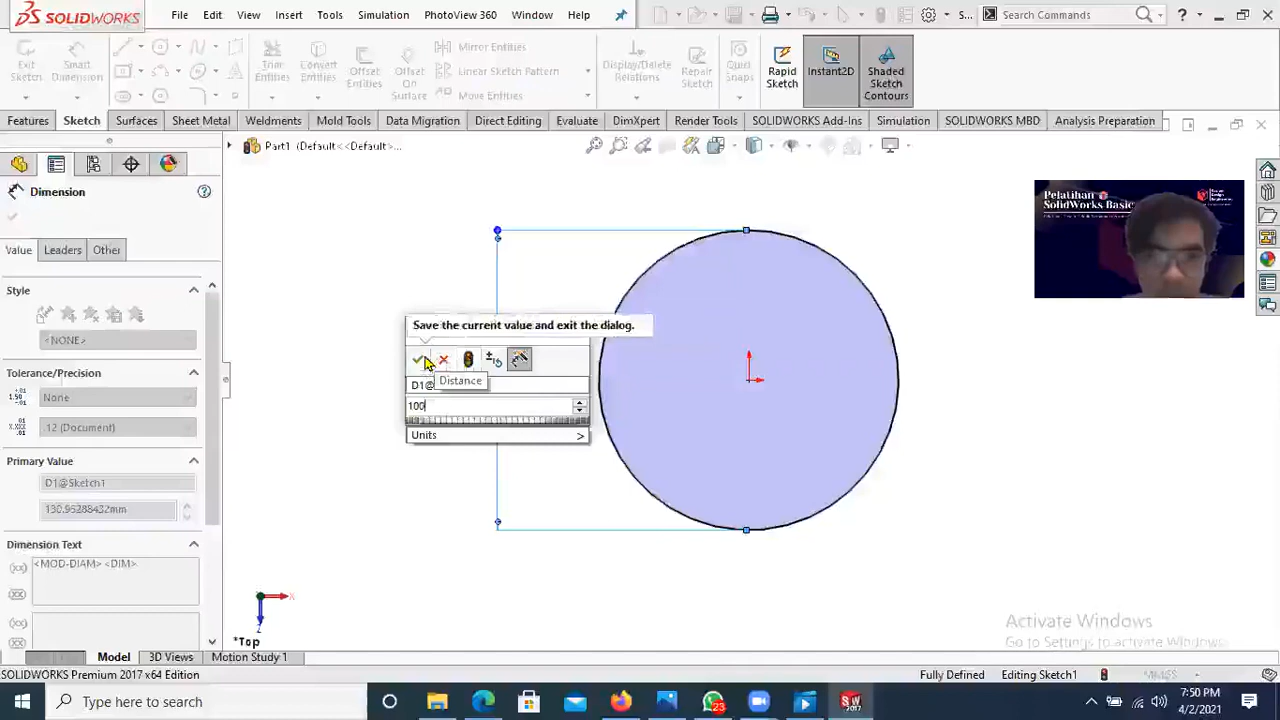 SOLIDWORKS
File Edit View Insert Tools Simulation PhotoView 360 Window Help
S...
Search Commands
Exit Sketch
Smart Dimension
Trim Entities
Convert Entities
Offset Entities
Offset On Surface
Mirror Entities
Linear Sketch Pattern
Move Entities
Display/Delete Relations
Repair Sketch
Quick Snaps
Rapid Sketch
Instant2D
Shaded Sketch Contours
Features Sketch Surfaces Sheet Metal Weldments Mold Tools Data Migration Direct Editing Evaluate DimXpert Render Tools SOLIDWORKS Add-Ins Simulation SOLIDWORKS MBD Analysis Preparation
Part1 (Default<<Default>...
Dimension
Value Leaders Other
Style
<NONE>
Tolerance/Precision
None
.12 (Document)
Primary Value
D1@Sketch1
130.95288432mm
Dimension Text
<MOD-DIAM> <DIM>
Save the current value and exit the dialog.
D1@
Distance
100
Units
Pelatihan
SolidWorks Basic
*Top
Activate Windows
Go to Settings to activate Windows.
Model 3D Views Motion Study 1
SOLIDWORKS Premium 2017 x64 Edition
Fully Defined Editing Sketch1 MMGS
Type here to search
23
SW
2017
7:50 PM
4/2/2021